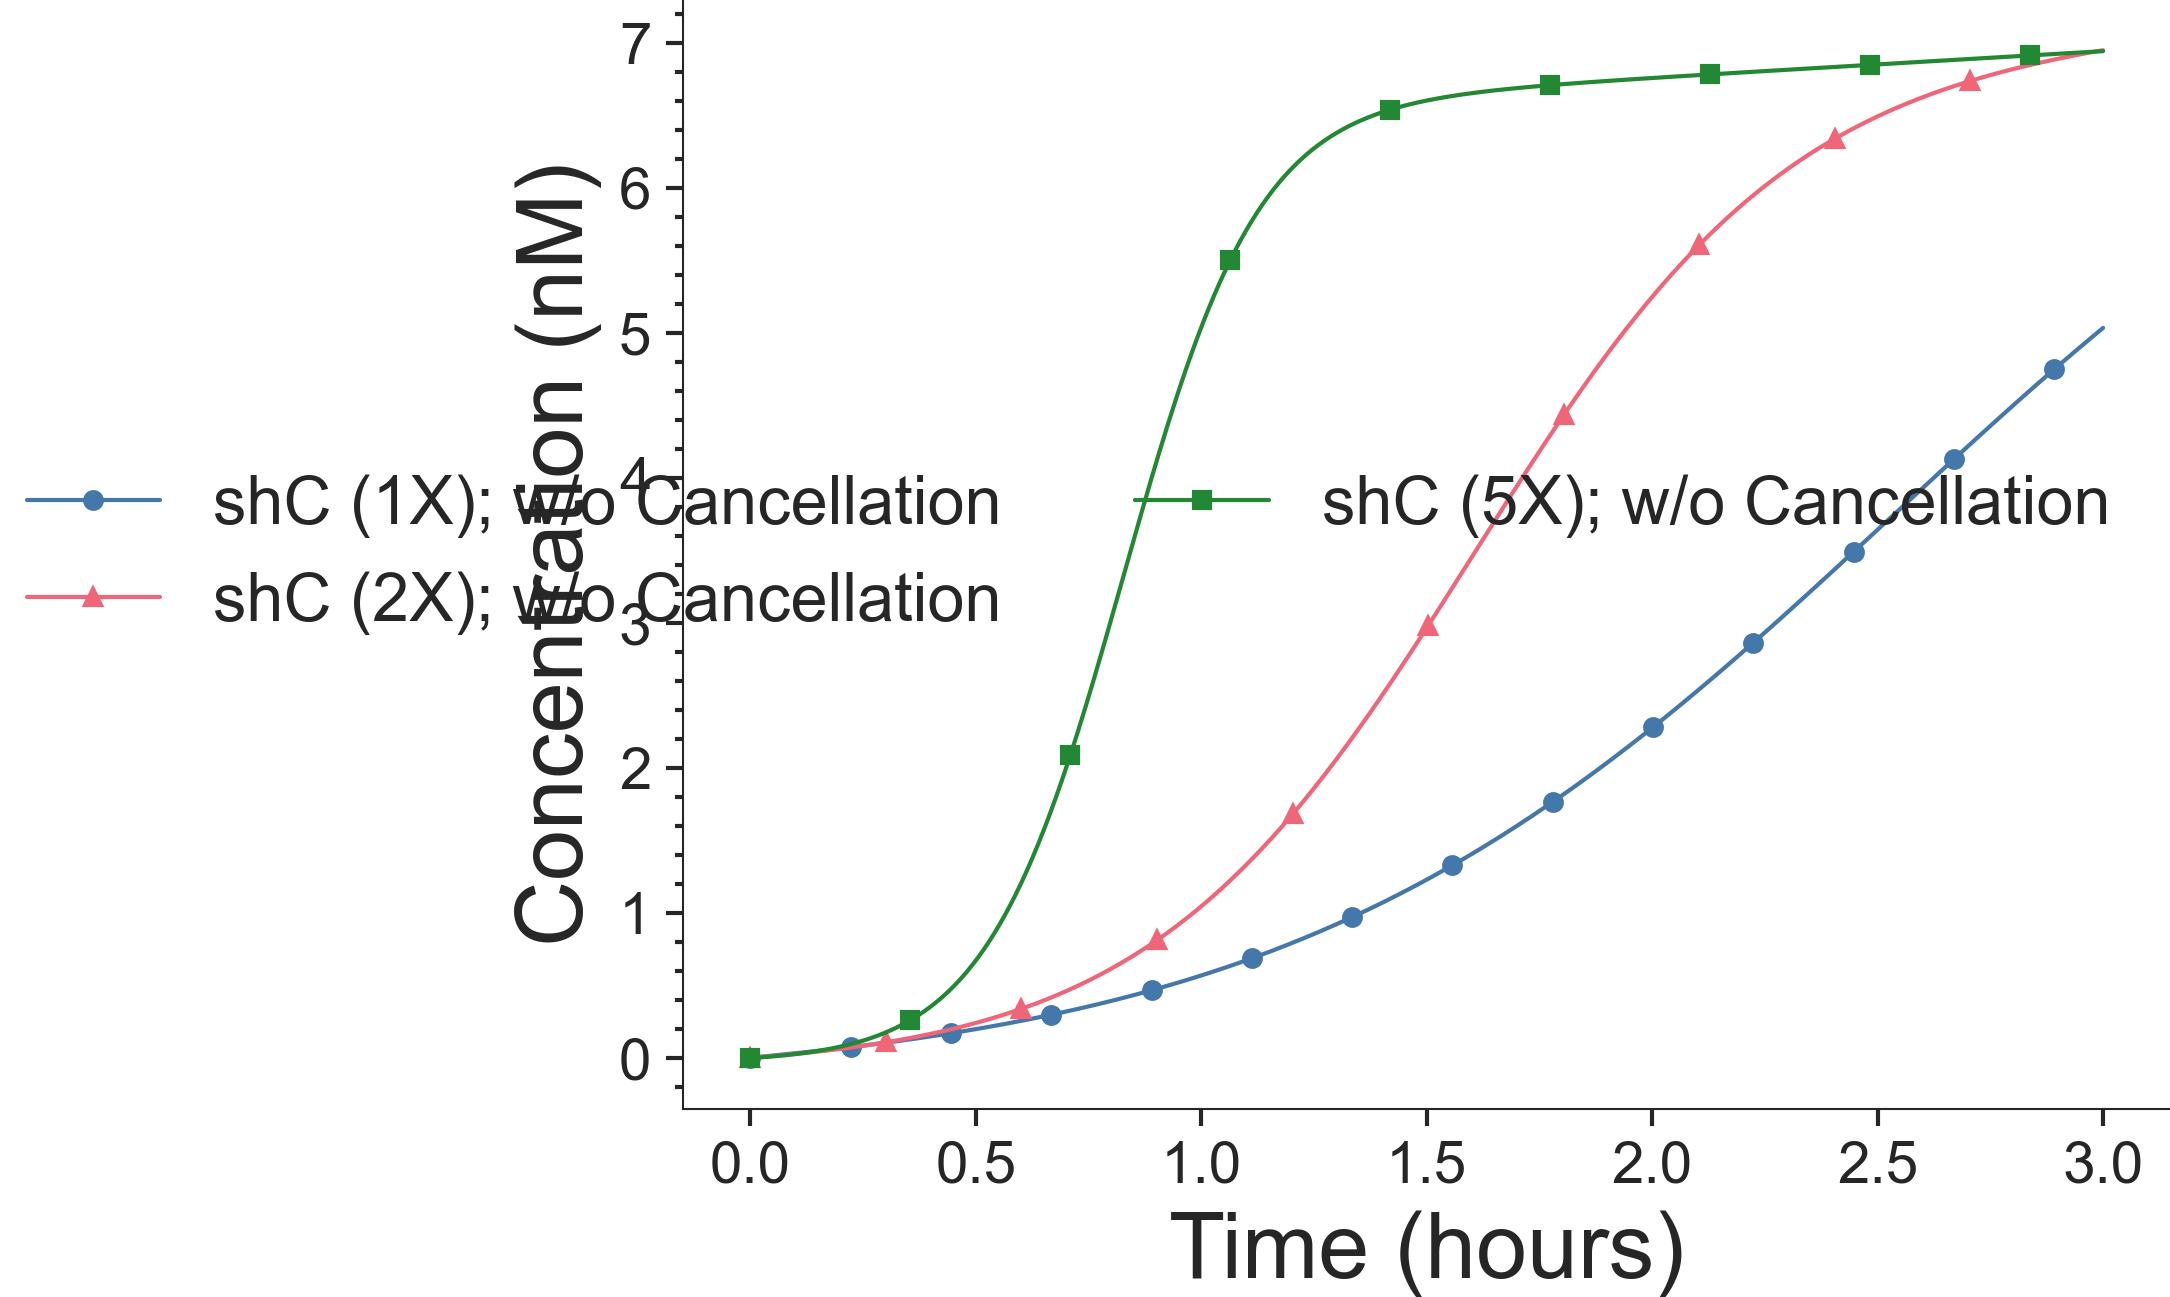 7
6
5
4
3
2
1
0
Concentration (nM)
shC (1X); w/o Cancellation
shC (2X); w/o Cancellation
shC (5X); w/o Cancellation
0.0 0.5 1.0 1.5 2.0 2.5 3.0
Time (hours)